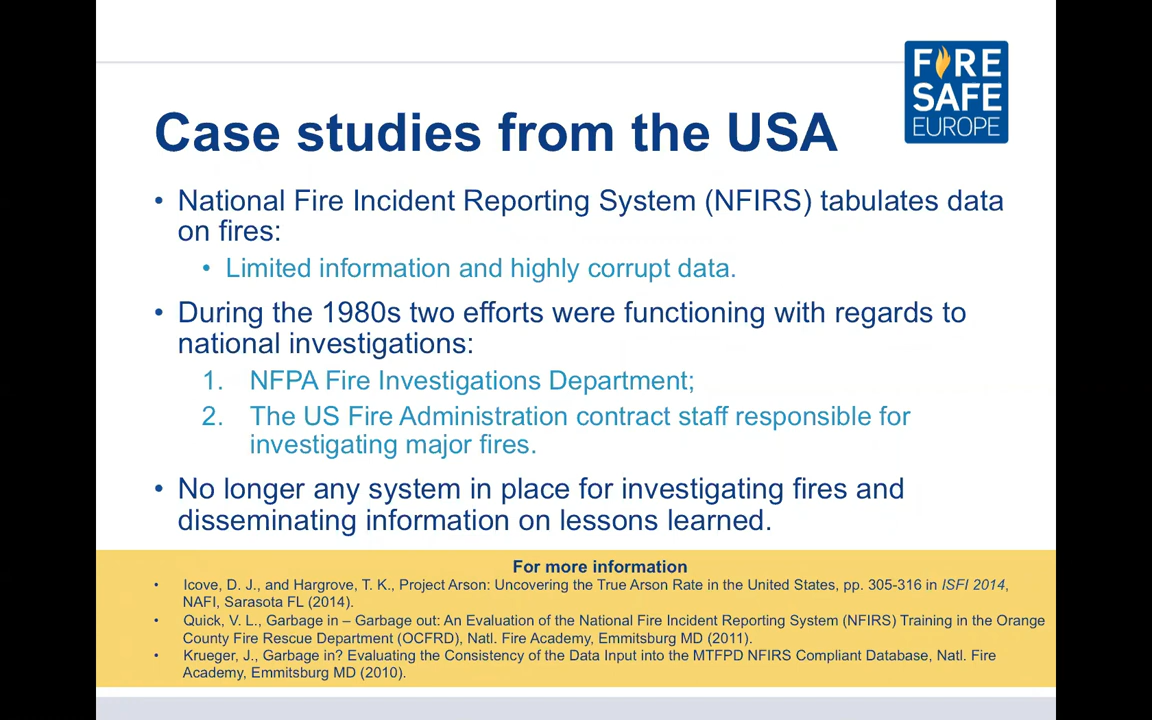 FIRE
SAFE
EUROPE
Case studies from the USA
• National Fire Incident Reporting System (NFIRS) tabulates data
on fires:
• Limited information and highly corrupt data.
• During the 1980s two efforts were functioning with regards to
national investigations:
1. NFPA Fire Investigations Department;
2. The US Fire Administration contract staff responsible for
investigating major fires.
• No longer any system in place for investigating fires and
disseminating information on lessons learned.
For more information
• Icove, D. J., and Hargrove, T. K., Project Arson: Uncovering the True Arson Rate in the United States, pp. 305-316 in ISFI 2014,
NAFI, Sarasota FL (2014).
• Quick, V. L., Garbage in – Garbage out: An Evaluation of the National Fire Incident Reporting System (NFIRS) Training in the Orange
County Fire Rescue Department (OCFRD), Natl. Fire Academy, Emmitsburg MD (2011).
• Krueger, J., Garbage in? Evaluating the Consistency of the Data Input into the MTFPD NFIRS Compliant Database, Natl. Fire
Academy, Emmitsburg MD (2010).